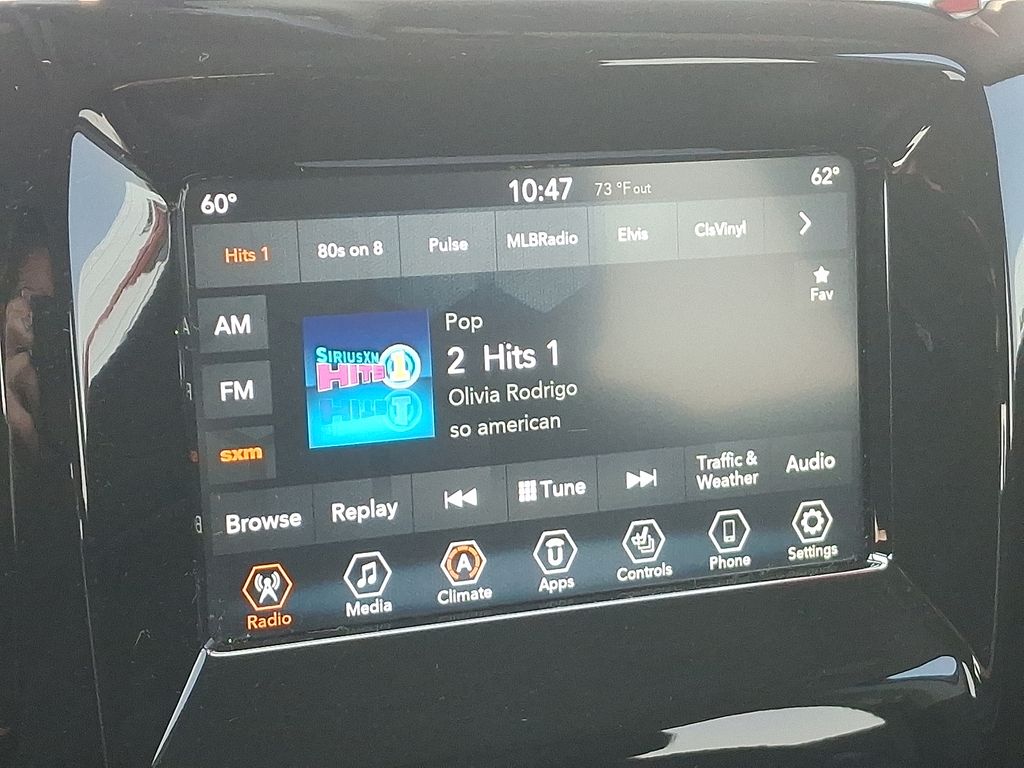 60°
10:47
73 °F out
62°
Hits 1
80s on 8
Pulse
MLBRadio
Elvis
ClsVinyl
Fav
AM
FM
sxm
SIRIUSXM
HITS 1
Pop
2 Hits 1
Olivia Rodrigo
so american
Browse
Replay
Tune
Traffic &
Weather
Audio
Radio
Media
A
Climate
Apps
Controls
Phone
Settings